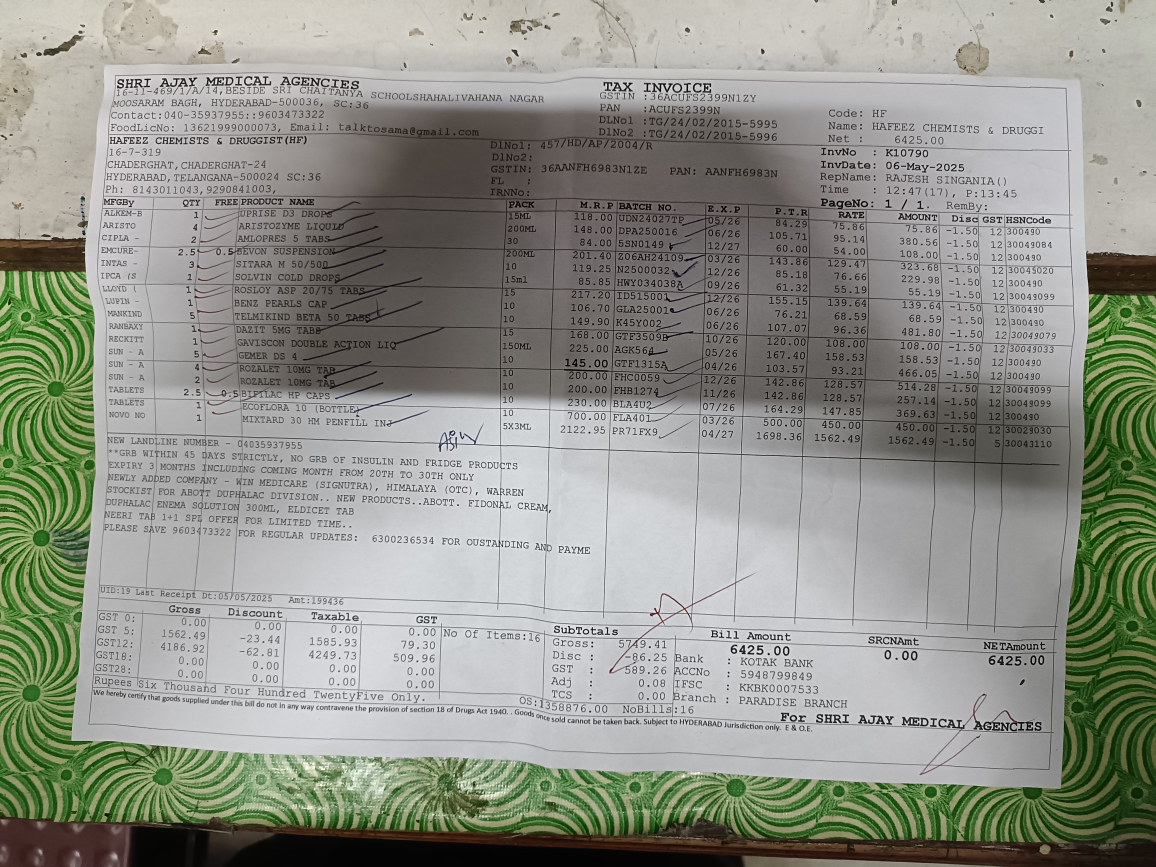 SHRI AJAY MEDICAL AGENCIES
16-11-469/1/A/14,BESIDE SRI CHAITANYA SCHOOLSHAHALIVAHANA NAGAR
MOOSARAM BAGH, HYDERABAD-500036, SC:36
Contact:040-35937955::9603473322
FoodLicNo: 13621999000073, Email: talktosama@gmail.com
TAX INVOICE
GSTIN :36ACUFS2399N1ZY
PAN :ACUFS2399N
DLNo1 :TG/24/02/2015-5995
DLNo2 :TG/24/02/2015-5996
Code: HF
Name: HAFEEZ CHEMISTS & DRUGGI
Net : 6425.00
HAFEEZ CHEMISTS & DRUGGIST(HF)
16-7-319
CHADERGHAT,CHADERGHAT-24
HYDERABAD,TELANGANA-500024 SC:36
Ph: 8143011043,9290841003,
DlNo1: 457/HD/AP/2004/R
DlNo2:
GSTIN: 36AANFH6983N1ZE PAN: AANFH6983N
FL :
IRNNo:
InvNo : K10790
InvDate: 06-May-2025
RepName: RAJESH SINGANIA()
Time : 12:47(17), P:13:45
PageNo: 1 / 1. RemBy:
MFGBy QTY FREE PRODUCT NAME PACK M.R.P BATCH NO. E.X.P P.T.R RATE AMOUNT Disc GST HSNCode
ALKEM-B 1 UPRISE D3 DROPS 15ML 118.00 UDN24027TP 05/26 84.29 75.86 75.86 -1.50 12 300490
ARISTO 4 ARISTOZYME LIQUID 200ML 148.00 DPA250016 06/26 105.71 95.14 380.56 -1.50 12 30049084
CIPLA - 2 AMLOPRES 5 TABS 30 84.00 5SN0149 12/27 60.00 54.00 108.00 -1.50 12 300490
EMCURE- 2.5 0.5 BEVON SUSPENSION 200ML 201.40 Z06AH24109 03/26 143.86 129.47 323.68 -1.50 12 30045020
INTAS - 3 SITARA M 50/500 10 119.25 N2500032 12/26 85.18 76.66 229.98 -1.50 12 300490
IPCA (S 1 SOLVIN COLD DROPS 15ml 85.85 HWY034038A 09/26 61.32 55.19 55.19 -1.50 12
LLOYD ( 1 ROSLOY ASP 20/75 TABS 15 217.20 ID515001 12/26 155.15 139.64 139.64 -1.50 12 30049099
LUPIN - 1 BENZ PEARLS CAP 10 106.70 GLA25001 06/26 76.21 68.59 68.59 -1.50 12 300490
MANKIND 5 TELMIKIND BETA 50 TABS 10 149.90 K45Y002 06/26 107.07 96.36 481.80 -1.50 12 30049079
RANBAXY 1 DAZIT 5MG TABS 15 168.00 GTF3509B 10/26 120.00 108.00 108.00 -1.50 12 30049033
RECKITT 1 GAVISCON DOUBLE ACTION LIQ 150ML 225.00 AGK564 05/26 167.40 158.53 158.53 -1.50 12 300490
SUN - A 5 GEMER DS 4 10 145.00 GTF1315A 04/26 103.57 93.21 466.05 -1.50 12
SUN - A 4 ROZALET 10MG TAB 10 200.00 FHC0059 12/26 142.86 128.57 514.28 -1.50 12 30049099
SUN - A 2 ROZALET 10MG TAB 10 200.00 FHB1274 11/26 142.86 128.57 257.14 -1.50 12 30049099
TABLETS 2.5 0.5 BIFILAC HP CAPS 10 230.00 BLA4U2 07/26 164.29 147.85 369.63 -1.50 12 300490
TABLETS 1 ECOFLORA 10 (BOTTLE) 10 700.00 FLA401 03/26 500.00 450.00 450.00 -1.50 12 30029030
NOVO NO 1 MIXTARD 30 HM PENFILL INJ 5X3ML 2122.95 PR71FX9 04/27 1698.36 1562.49 1562.49 -1.50 5 30043110
NEW LANDLINE NUMBER - 04035937955
**GRB WITHIN 45 DAYS STRICTLY, NO GRB OF INSULIN AND FRIDGE PRODUCTS
EXPIRY 3 MONTHS INCLUDING COMING MONTH FROM 20TH TO 30TH ONLY
NEWLY ADDED COMPANY - WIN MEDICARE (SIGNUTRA), HIMALAYA (OTC), WARREN
STOCKIST FOR ABOTT DUPHALAC DIVISION.. NEW PRODUCTS..ABOTT. FIDONAL CREAM,
DUPHALAC ENEMA SOLUTION 300ML, ELDICET TAB
NEERI TAB 1+1 SPL OFFER FOR LIMITED TIME..
PLEASE SAVE 9603473322 FOR REGULAR UPDATES: 6300236534 FOR OUSTANDING AND PAYME
UID:19 Last Receipt Dt:05/05/2025 Amt:199436
Gross Discount Taxable GST
GST 0: 0.00 0.00 0.00 0.00
GST 5: 1562.49 -23.44 1585.93 79.30
GST12: 4186.92 -62.81 4249.73 509.96
GST18: 0.00 0.00 0.00 0.00
GST28: 0.00 0.00 0.00 0.00
No Of Items:16
Rupees Six Thousand Four Hundred TwentyFive Only.
SubTotals
Gross: 5749.41
Disc : -86.25
GST : 589.26
Adj : 0.08
TCS : 0.00
OS:1358876.00 NoBills:16
Bill Amount SRCNAmt NETAmount
6425.00 0.00 6425.00
Bank : KOTAK BANK
ACCNo : 5948799849
IFSC : KKBK0007533
Branch : PARADISE BRANCH
We hereby certify that goods supplied under this bill do not in any way contravene the provision of section 18 of Drugs Act 1940. . Goods once sold cannot be taken back. Subject to HYDERABAD Jurisdiction only. E & O.E.
For SHRI AJAY MEDICAL AGENCIES